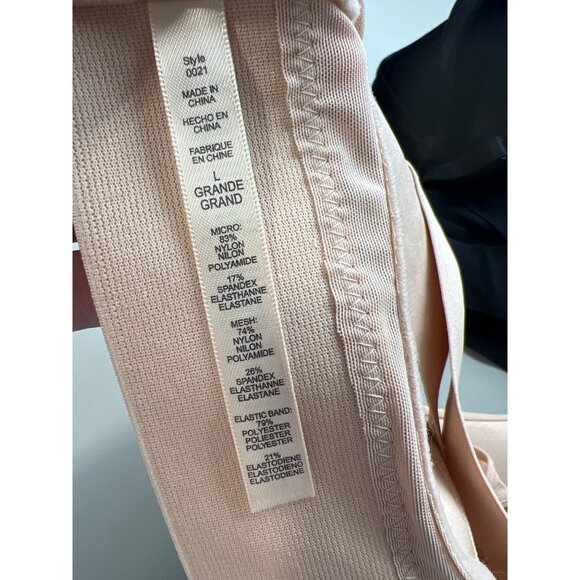 Style
0021
MADE IN
CHINA
HECHO EN
CHINA
FABRIQUE
EN CHINE
L
GRANDE
GRAND
MICRO:
83%
NYLON
NILON
POLYAMIDE
17%
SPANDEX
ELASTHANNE
ELASTANE
MESH:
74%
NYLON
NILON
POLYAMIDE
26%
SPANDEX
ELASTHANNE
ELASTANE
ELASTIC BAND:
79%
POLYESTER
POLIESTER
POLYESTER
21%
ELASTODIENE
ELASTODIENO
ELASTODIENE